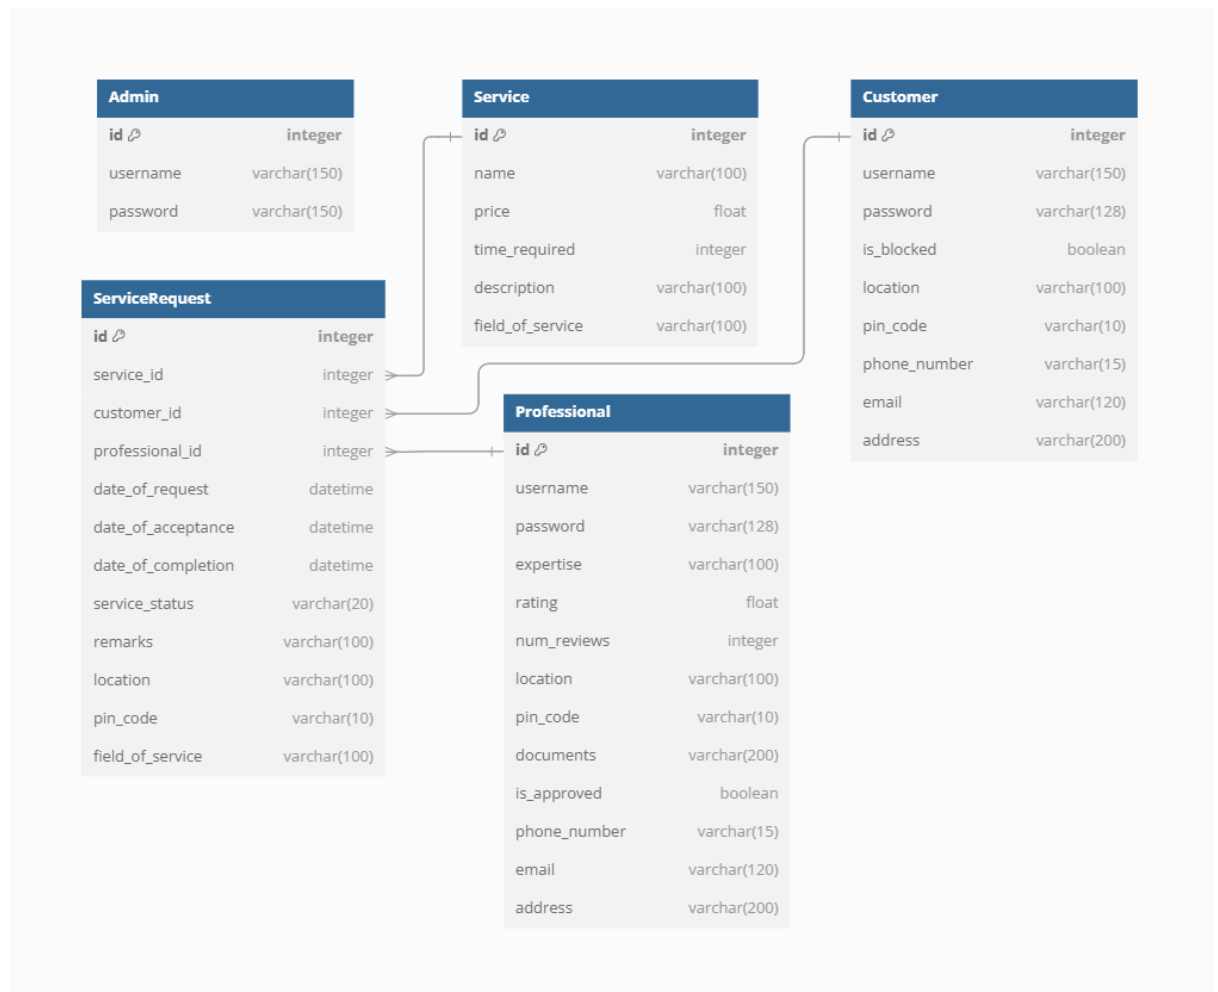 Admin
id integer
username varchar(150)
password varchar(150)
Service
id integer
name varchar(100)
price float
time_required integer
description varchar(100)
field_of_service varchar(100)
Customer
id integer
username varchar(150)
password varchar(128)
is_blocked boolean
location varchar(100)
pin_code varchar(10)
phone_number varchar(15)
email varchar(120)
address varchar(200)
ServiceRequest
id integer
service_id integer
customer_id integer
professional_id integer
date_of_request datetime
date_of_acceptance datetime
date_of_completion datetime
service_status varchar(20)
remarks varchar(100)
location varchar(100)
pin_code varchar(10)
field_of_service varchar(100)
Professional
id integer
username varchar(150)
password varchar(128)
expertise varchar(100)
rating float
num_reviews integer
location varchar(100)
pin_code varchar(10)
documents varchar(200)
is_approved boolean
phone_number varchar(15)
email varchar(120)
address varchar(200)